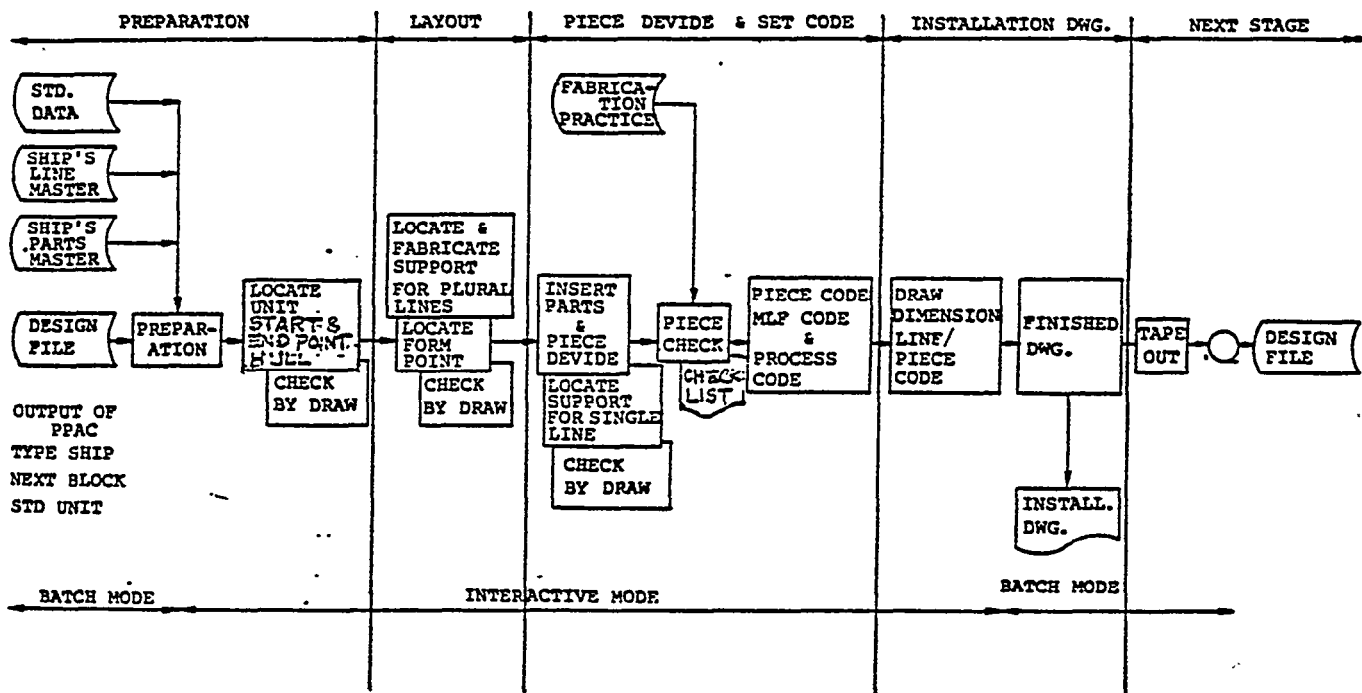 PREPARATION
LAYOUT
PIECE DEVIDE & SET CODE
INSTALLATION DWG.
NEXT STAGE
STD.
DATA
SHIP'S
LINE
MASTER
SHIP'S
PARTS
MASTER
DESIGN
FILE
PREPAR-
ATION
LOCATE
UNIT
START &
END POINT.
HULL
CHECK
BY DRAW
OUTPUT OF
PPAC
TYPE SHIP
NEXT BLOCK
STD UNIT
LOCATE &
FABRICATE
SUPPORT
FOR PLURAL
LINES
LOCATE
FORM
POINT
CHECK
BY DRAW
FABRICA-
TION
PRACTICE
INSERT
PARTS
&
PIECE
DEVIDE
LOCATE
SUPPORT
FOR SINGLE
LINE
CHECK
BY DRAW
PIECE
CHECK
CHECK
LIST
PIECE CODE
MLF CODE
&
PROCESS
CODE
DRAW
DIMENSION
LINE/
PIECE
CODE
FINISHED
DWG.
INSTALL.
DWG.
TAPE
OUT
DESIGN
FILE
BATCH MODE
INTERACTIVE MODE
BATCH MODE